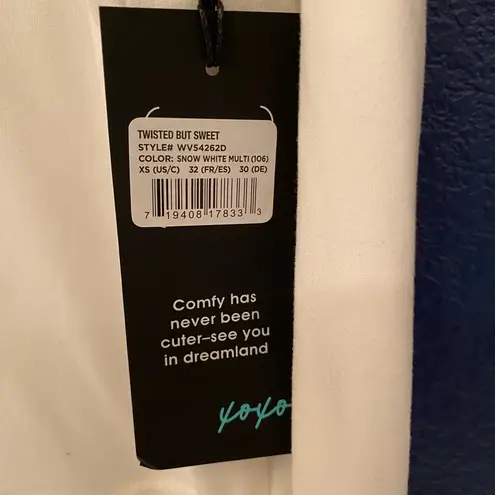 TWISTED BUT SWEET
STYLE# WVS4262D
COLOR: SNOW WHITE MULTI (106)
XS (US/C) 32 (FR/ES) 30 (DE)
7 19408 17833 3
Comfy has
never been
cuter–see you
in dreamland
xoxo